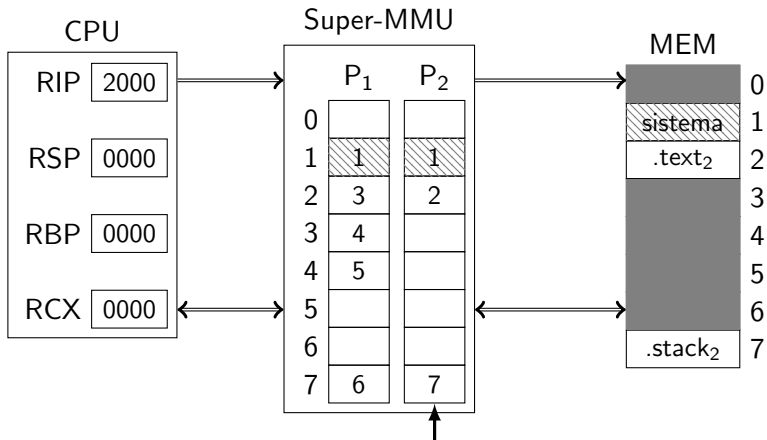 CPU
RIP 2000
RSP 0000
RBP 0000
RCX 0000
Super-MMU
P₁ P₂
0
1 1 1
2 3 2
3 4
4 5
5
6
7 6 7
MEM
0
sistema 1
.text₂ 2
3
4
5
6
.stack₂ 7